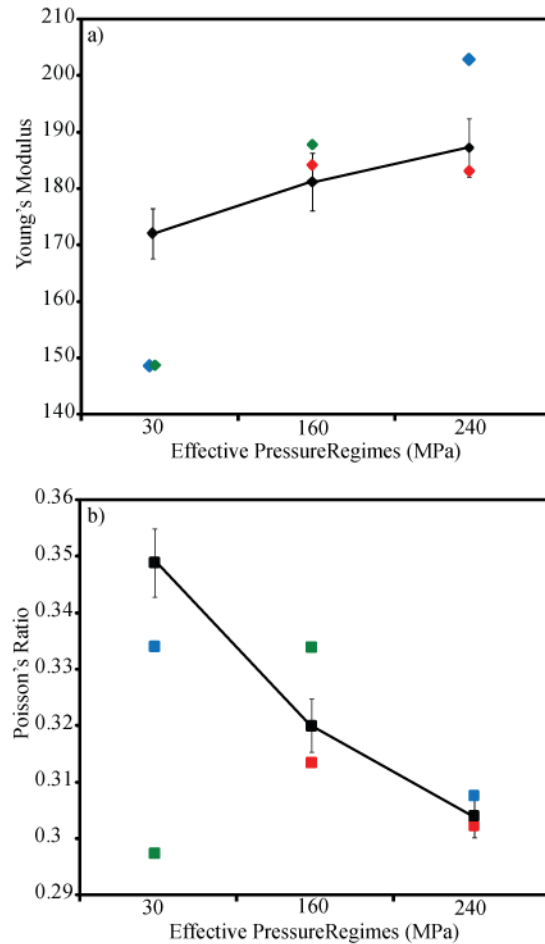 a)
210
200
190
180
170
160
150
140
Young's Modulus
30 160 240
Effective PressureRegimes (MPa)
b)
0.36
0.35
0.34
0.33
0.32
0.31
0.3
0.29
Poisson's Ratio
30 160 240
Effective PressureRegimes (MPa)